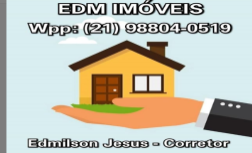 EDM IMÓVEIS
Wpp: (21) 98804-0519
Edmilson Jesus - Corretor